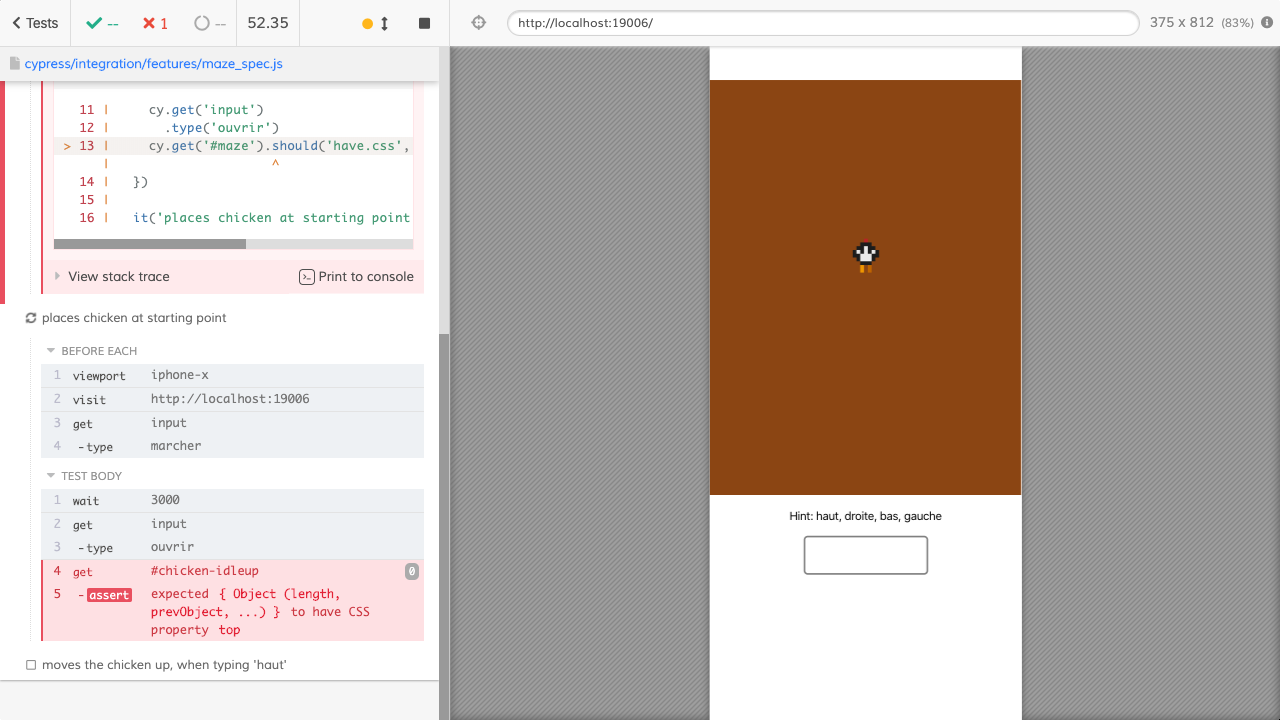 Tests
--
1
--
52.35
http://localhost:19006/
375 x 812 (83%)
cypress/integration/features/maze_spec.js
11 | cy.get('input')
12 | .type('ouvrir')
> 13 | cy.get('#maze').should('have.css',
| ^
14 | })
15 |
16 | it('places chicken at starting point
View stack trace
Print to console
places chicken at starting point
BEFORE EACH
1 viewport iphone-x
2 visit http://localhost:19006
3 get input
4 -type marcher
TEST BODY
1 wait 3000
2 get input
3 -type ouvrir
4 get #chicken-idleup 0
5 -assert expected { Object (length,
prevObject, ...) } to have CSS
property top
moves the chicken up, when typing 'haut'
Hint: haut, droite, bas, gauche